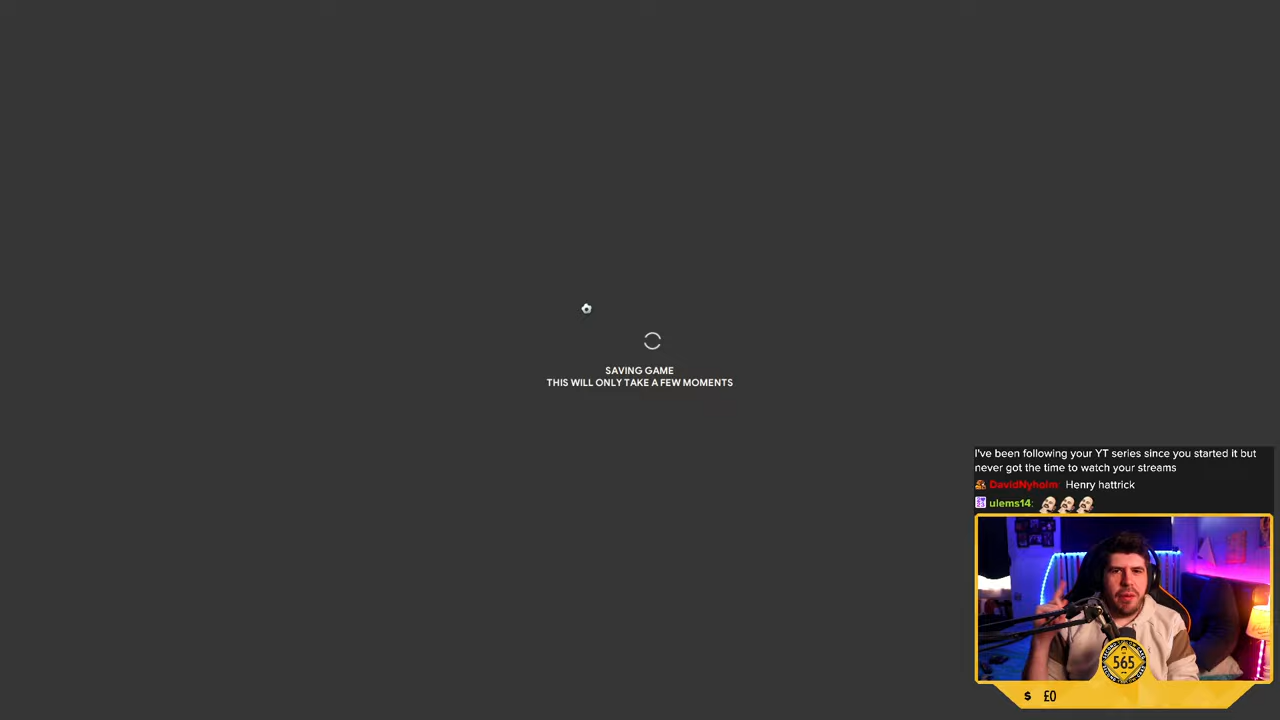 SAVING GAME
THIS WILL ONLY TAKE A FEW MOMENTS
I've been following your YT series since you started it but
never got the time to watch your streams
DavidNyholm: Henry hattrick
ulems14:
565
$ £0